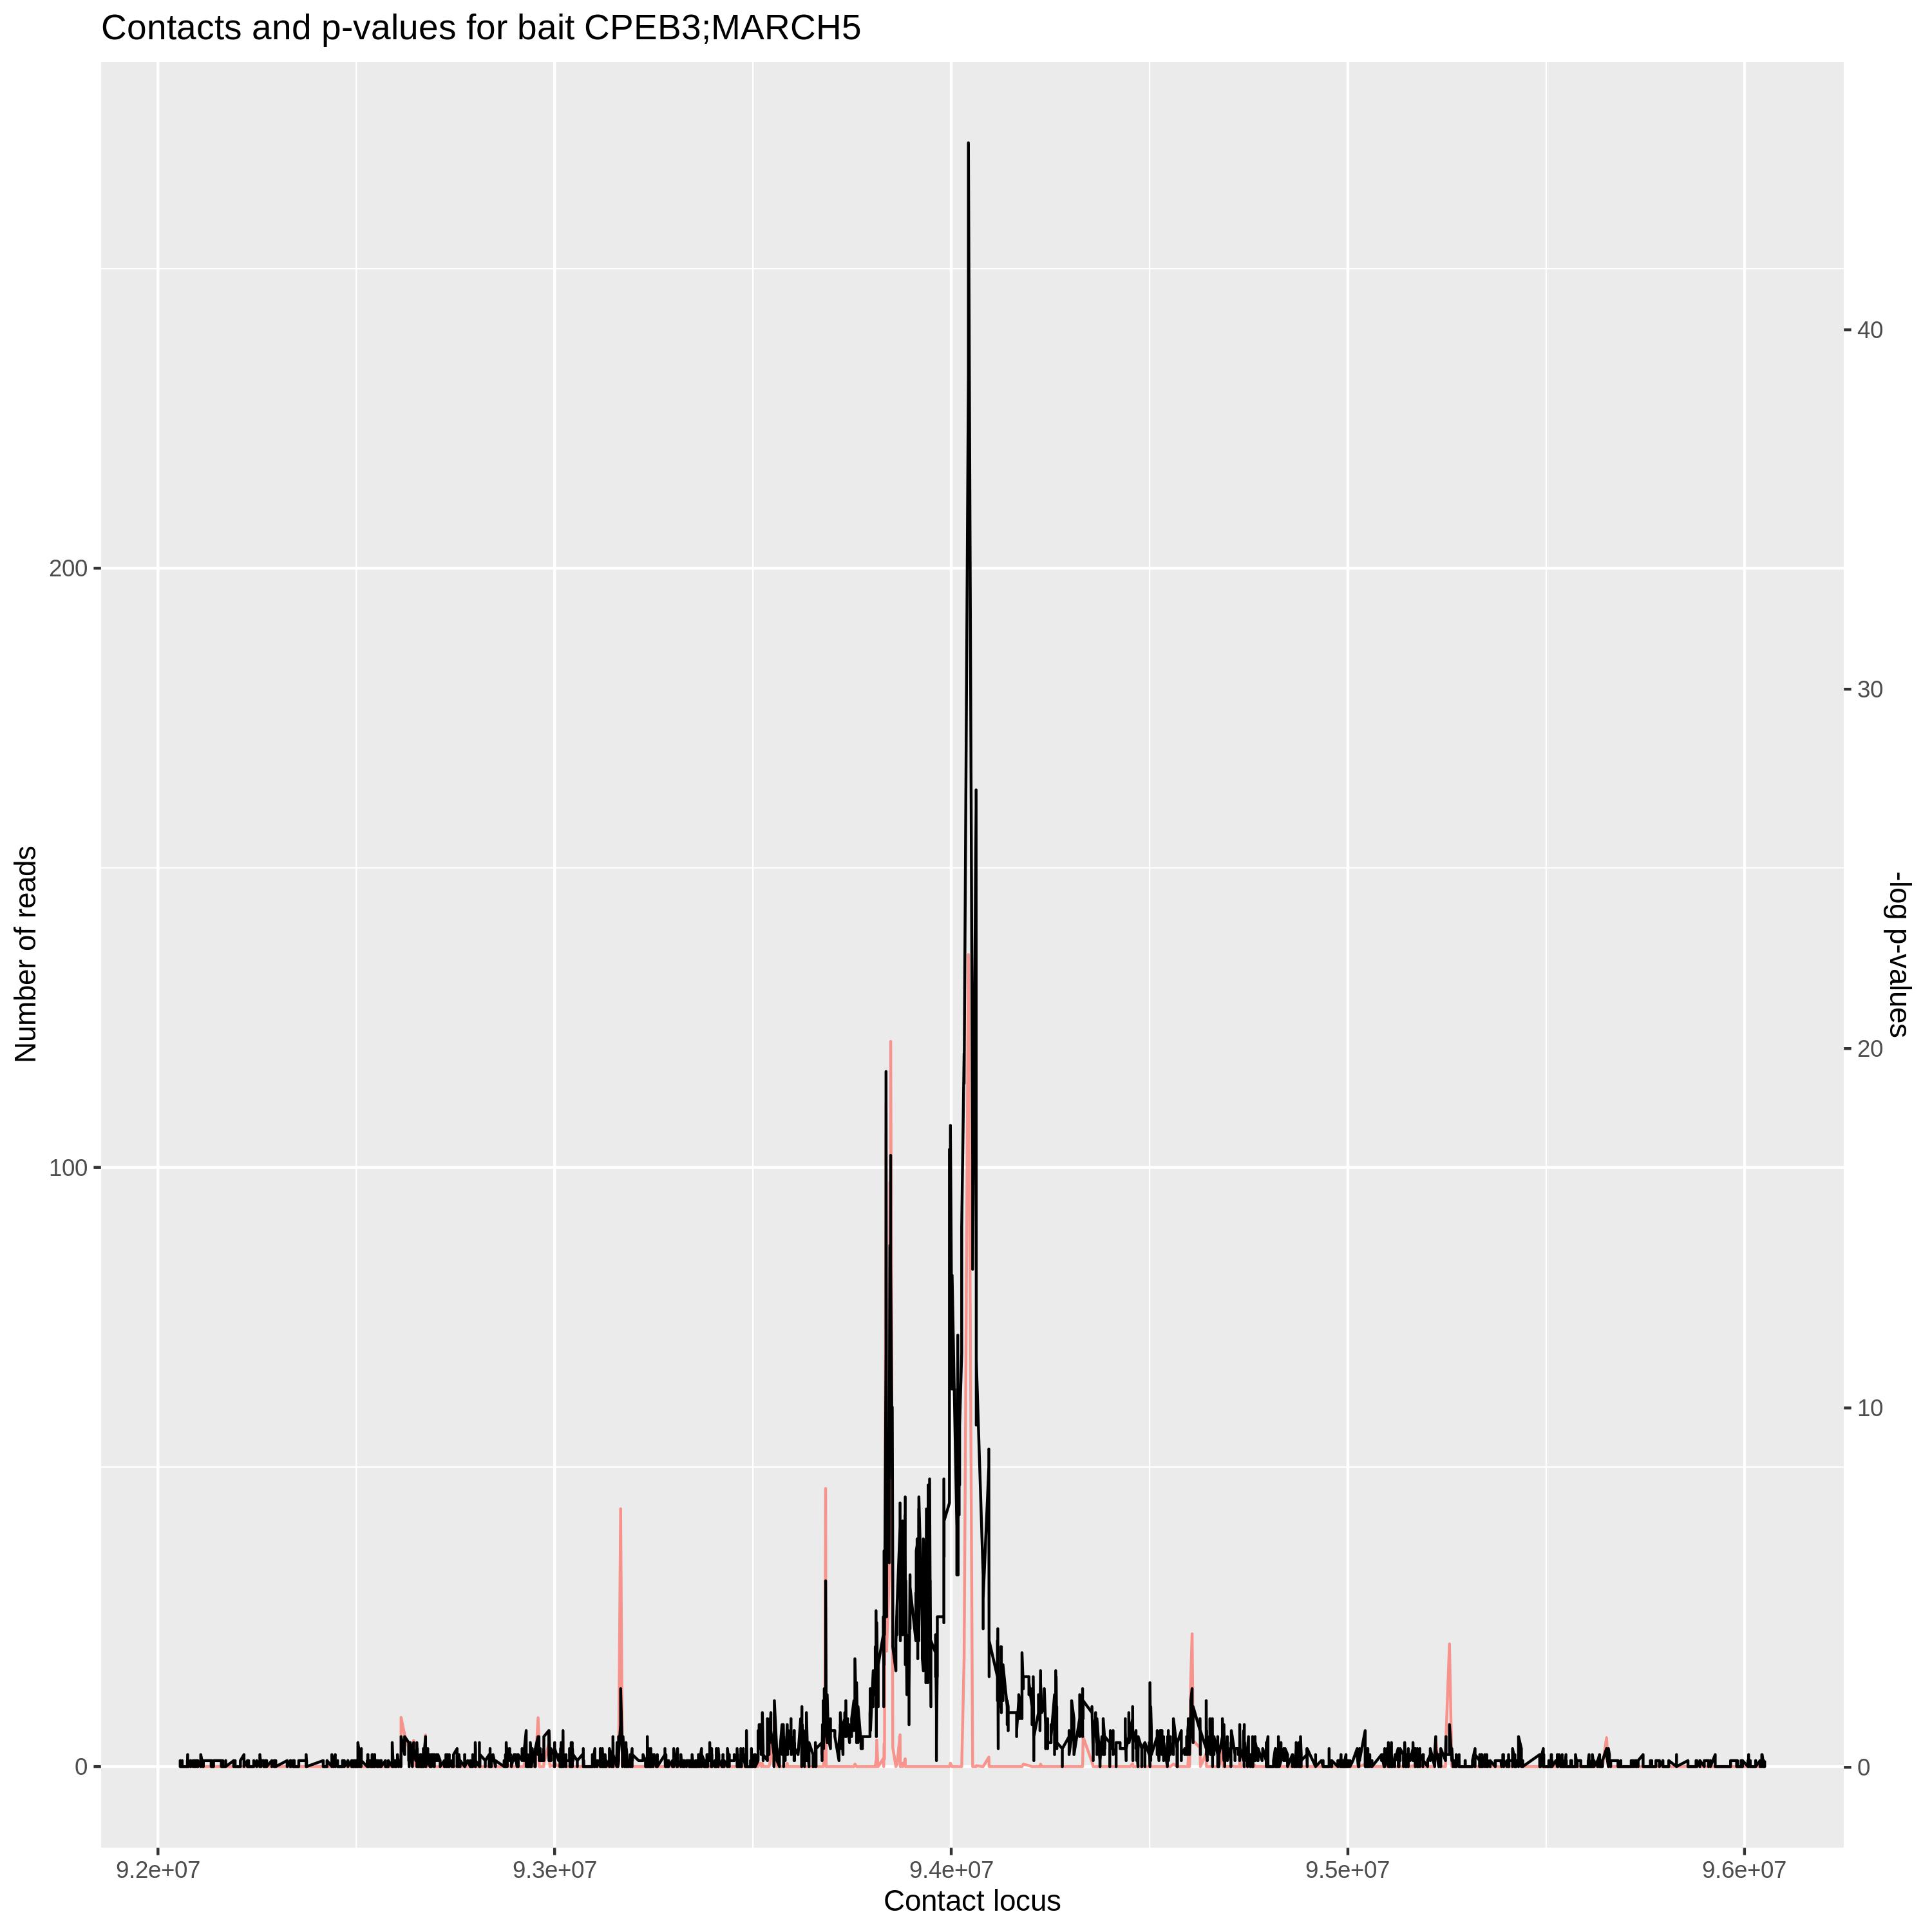 Contacts and p-values for bait CPEB3;MARCH5
Number of reads
200
100
0
40
30
20
10
0
-log p-values
9.2e+07 9.3e+07 9.4e+07 9.5e+07 9.6e+07
Contact locus